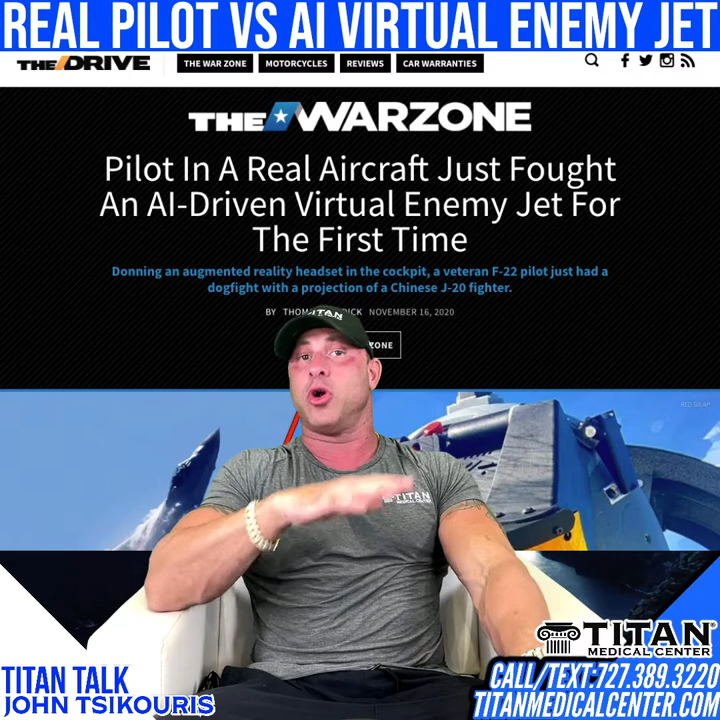 REAL PILOT VS AI VIRTUAL ENEMY JET
THE/DRIVE
THE WAR ZONE
MOTORCYCLES
REVIEWS
CAR WARRANTIES
THE WARZONE
Pilot In A Real Aircraft Just Fought
An AI-Driven Virtual Enemy Jet For
The First Time
Donning an augmented reality headset in the cockpit, a veteran F-22 pilot just had a
dogfight with a projection of a Chinese J-20 fighter.
BY NOVEMBER 16, 2020
TITAN
ZONE
TITAN
MEDICAL CENTER
TITAN
MEDICAL CENTER
TITAN TALK
JOHN TSIKOURIS
CALL/TEXT:727.389.3220
TITANMEDICALCENTER.COM